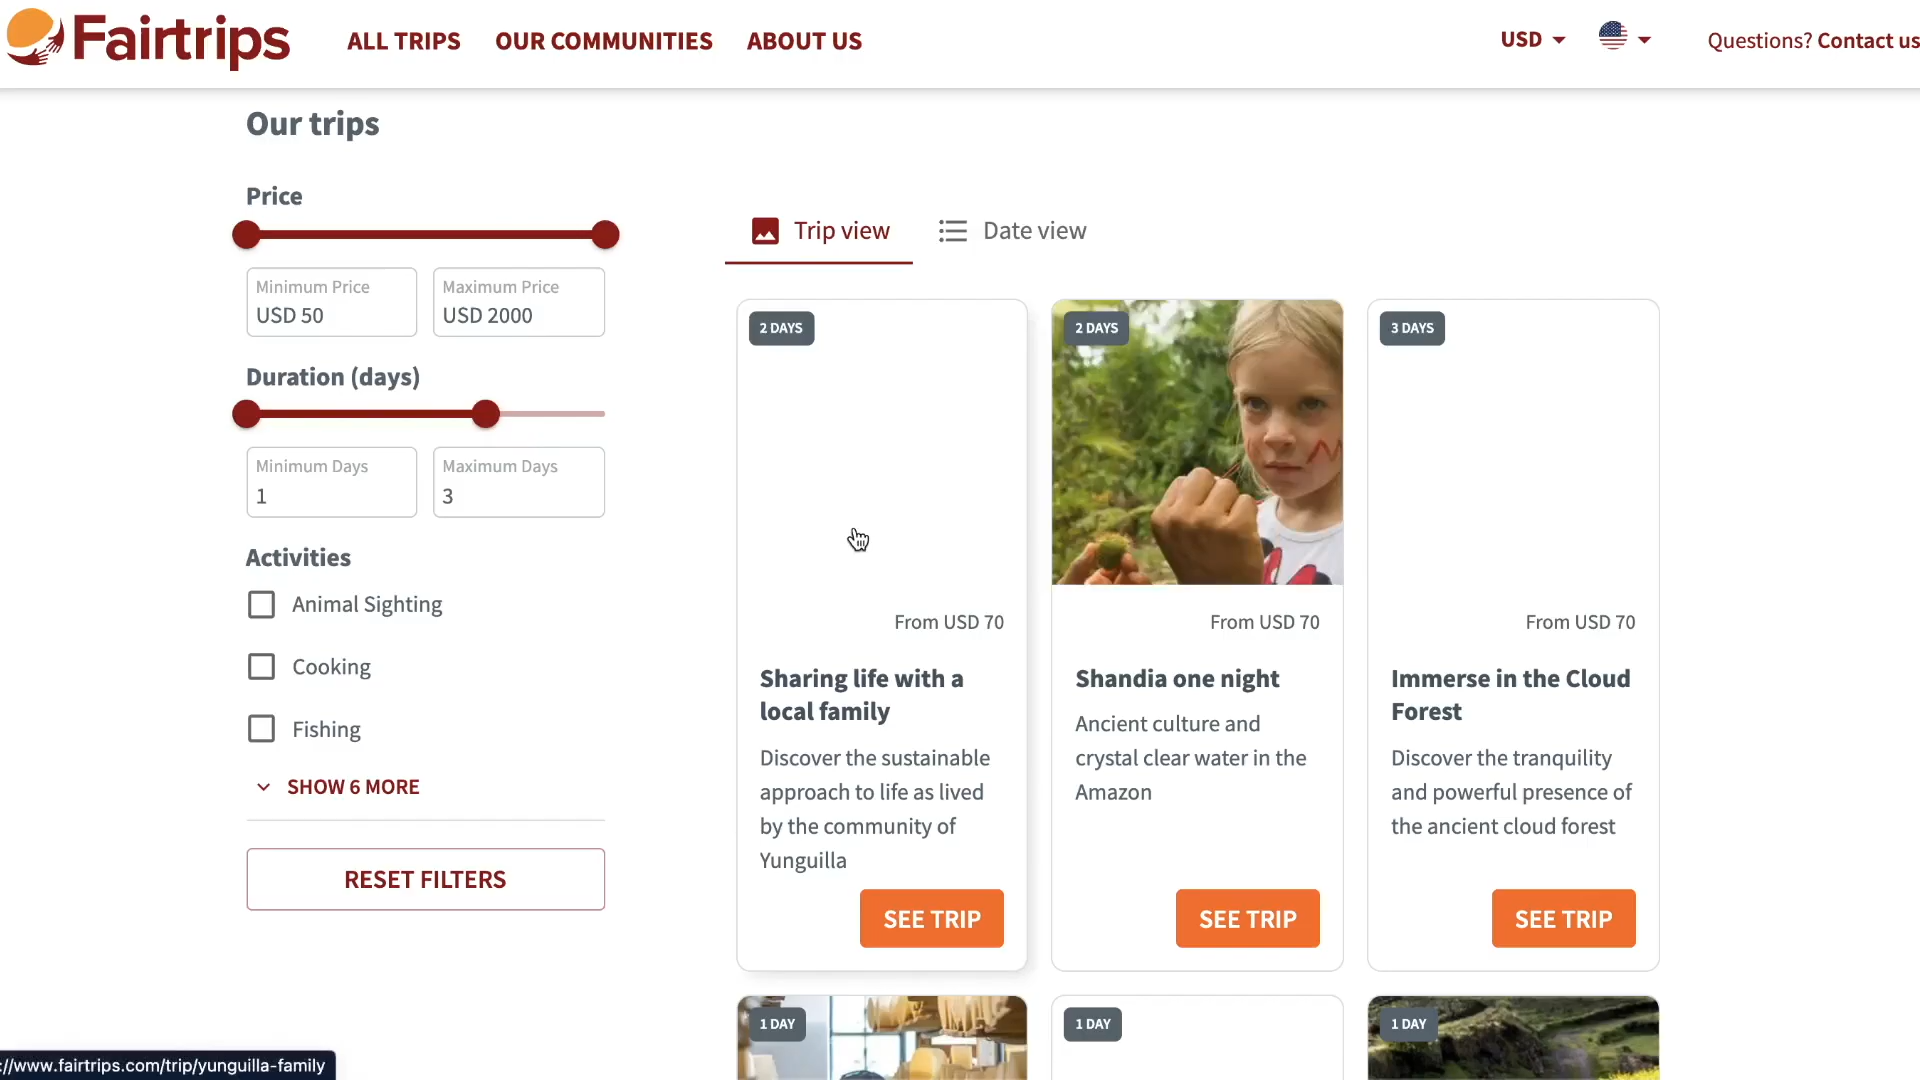 Fairtrips
ALL TRIPS
OUR COMMUNITIES
ABOUT US
USD
Questions? Contact us
Our trips
Price
Minimum Price
USD 50
Maximum Price
USD 2000
Duration (days)
Minimum Days
1
Maximum Days
3
Activities
Animal Sighting
Cooking
Fishing
SHOW 6 MORE
RESET FILTERS
Trip view
Date view
2 DAYS
From USD 70
Sharing life with a
local family
Discover the sustainable
approach to life as lived
by the community of
Yunguilla
SEE TRIP
2 DAYS
From USD 70
Shandia one night
Ancient culture and
crystal clear water in the
Amazon
SEE TRIP
3 DAYS
From USD 70
Immerse in the Cloud
Forest
Discover the tranquility
and powerful presence of
the ancient cloud forest
SEE TRIP
1 DAY
1 DAY
1 DAY
://www.fairtrips.com/trip/yunguilla-family